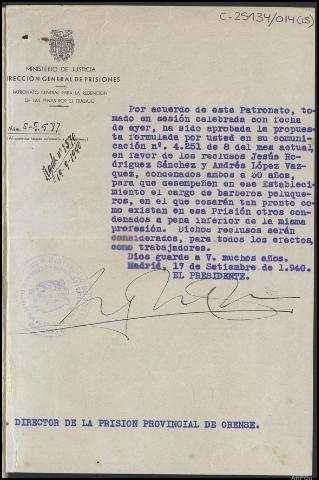 C-25134/014(15)
MINISTERIO DE JUSTICIA
DIRECCION GENERAL DE PRISIONES
PATRONATO CENTRAL PARA LA REDENCION
DE LAS PENAS POR EL TRABAJO
Núm.
Por acuerdo de este Patronato, to-
mado en sesión celebrada con fecha
de ayer, ha sido aprobada la propues-
ta formulada por usted en su comuni-
cación nº. 4.251 de 8 del mes actual,
en favor de los reclusos Jesús Ro-
dríguez Sánchez y Andrés López Vaz-
quez, condenados ambos a 30 años,
para que desempeñen en ese Estableci-
miento el cargo de barberos peluque-
ros, en el que cesarán tan pronto co-
mo existan en esa Prisión otros con-
denados a pena inferior de la misma
profesión. Dichos reclusos serán
considerados, para todos los efectos,
como trabajadores.
Dios guarde a V. muchos años.
Madrid, 17 de Setiembre de 1.940.
EL PRESIDENTE.
. DIRECTOR DE LA PRISION PROVINCIAL DE ORENSE.